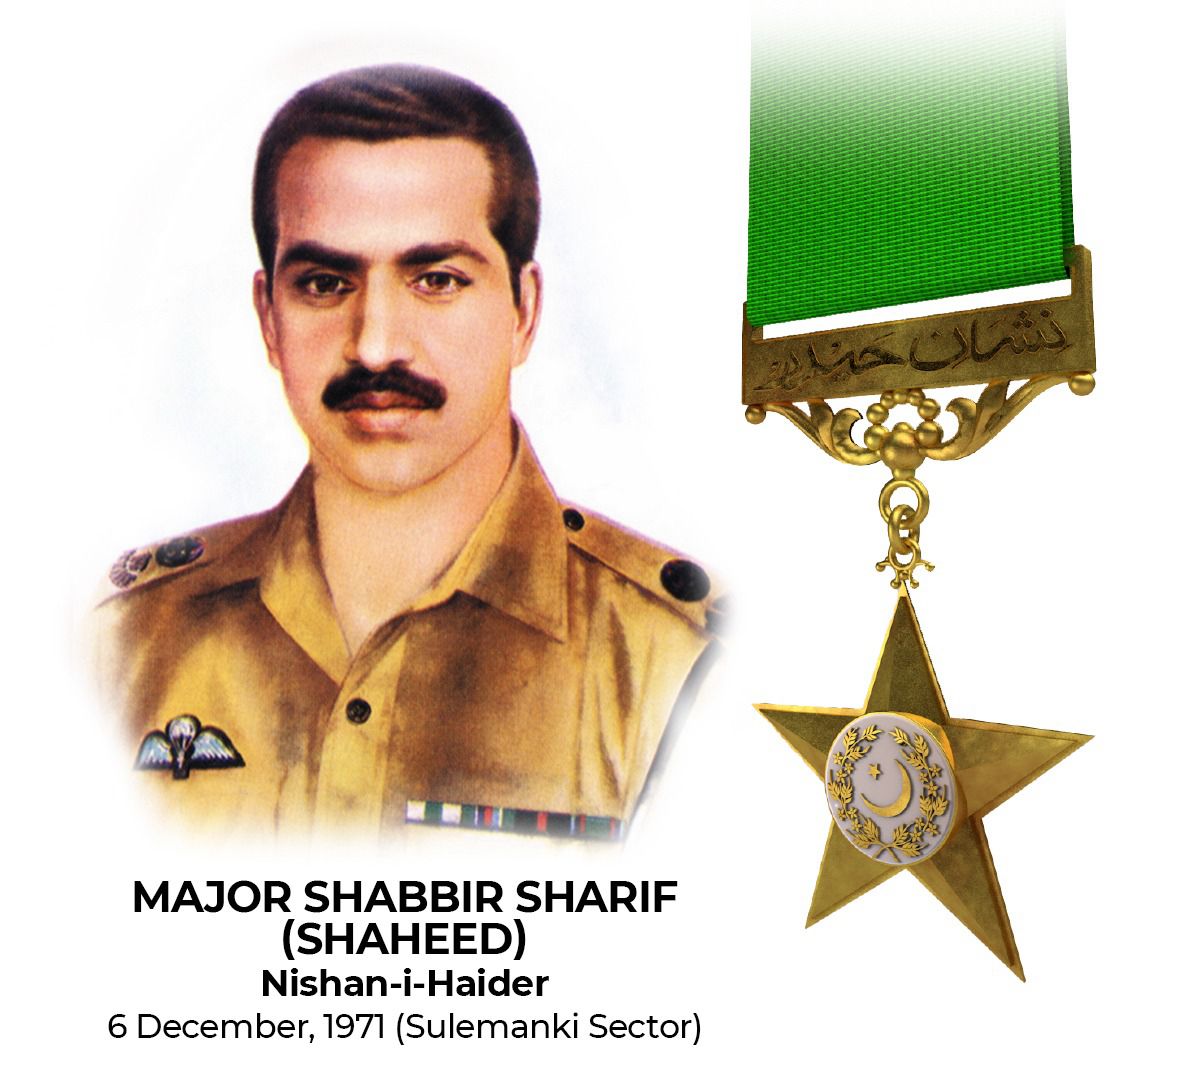 نشان حیدر
MAJOR SHABBIR SHARIF
(SHAHEED)
Nishan-i-Haider
6 December, 1971 (Sulemanki Sector)